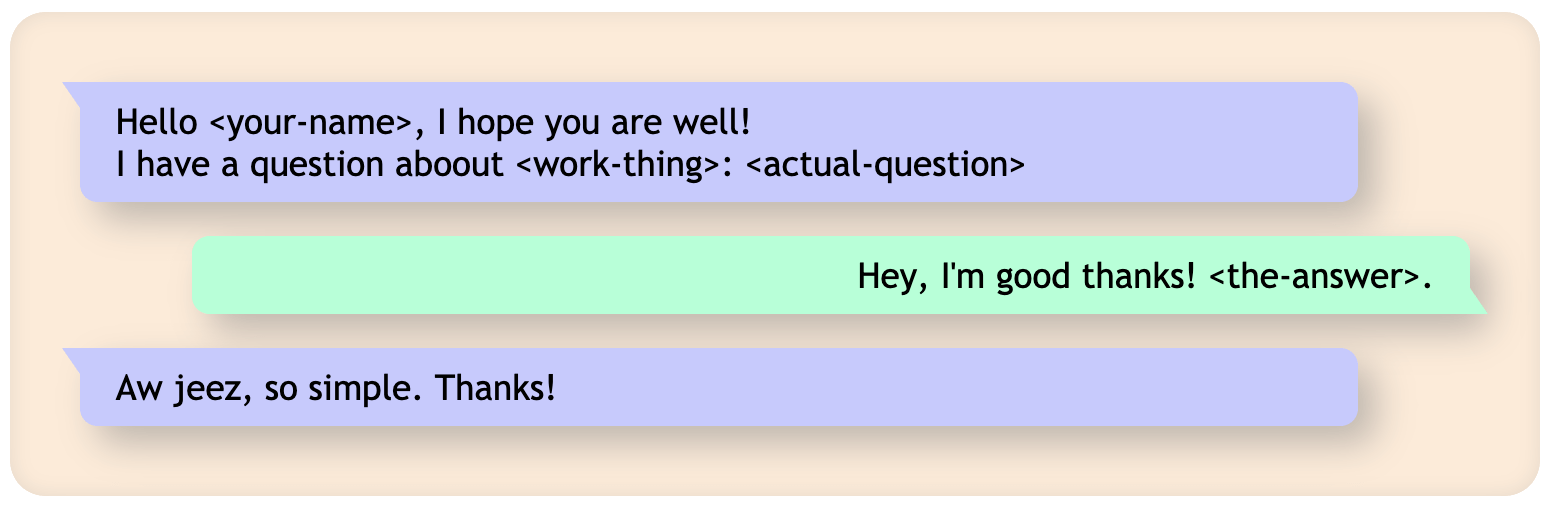 Hello <your-name>, I hope you are well!
I have a question aboout <work-thing>: <actual-question>
Hey, I'm good thanks! <the-answer>.
Aw jeez, so simple. Thanks!